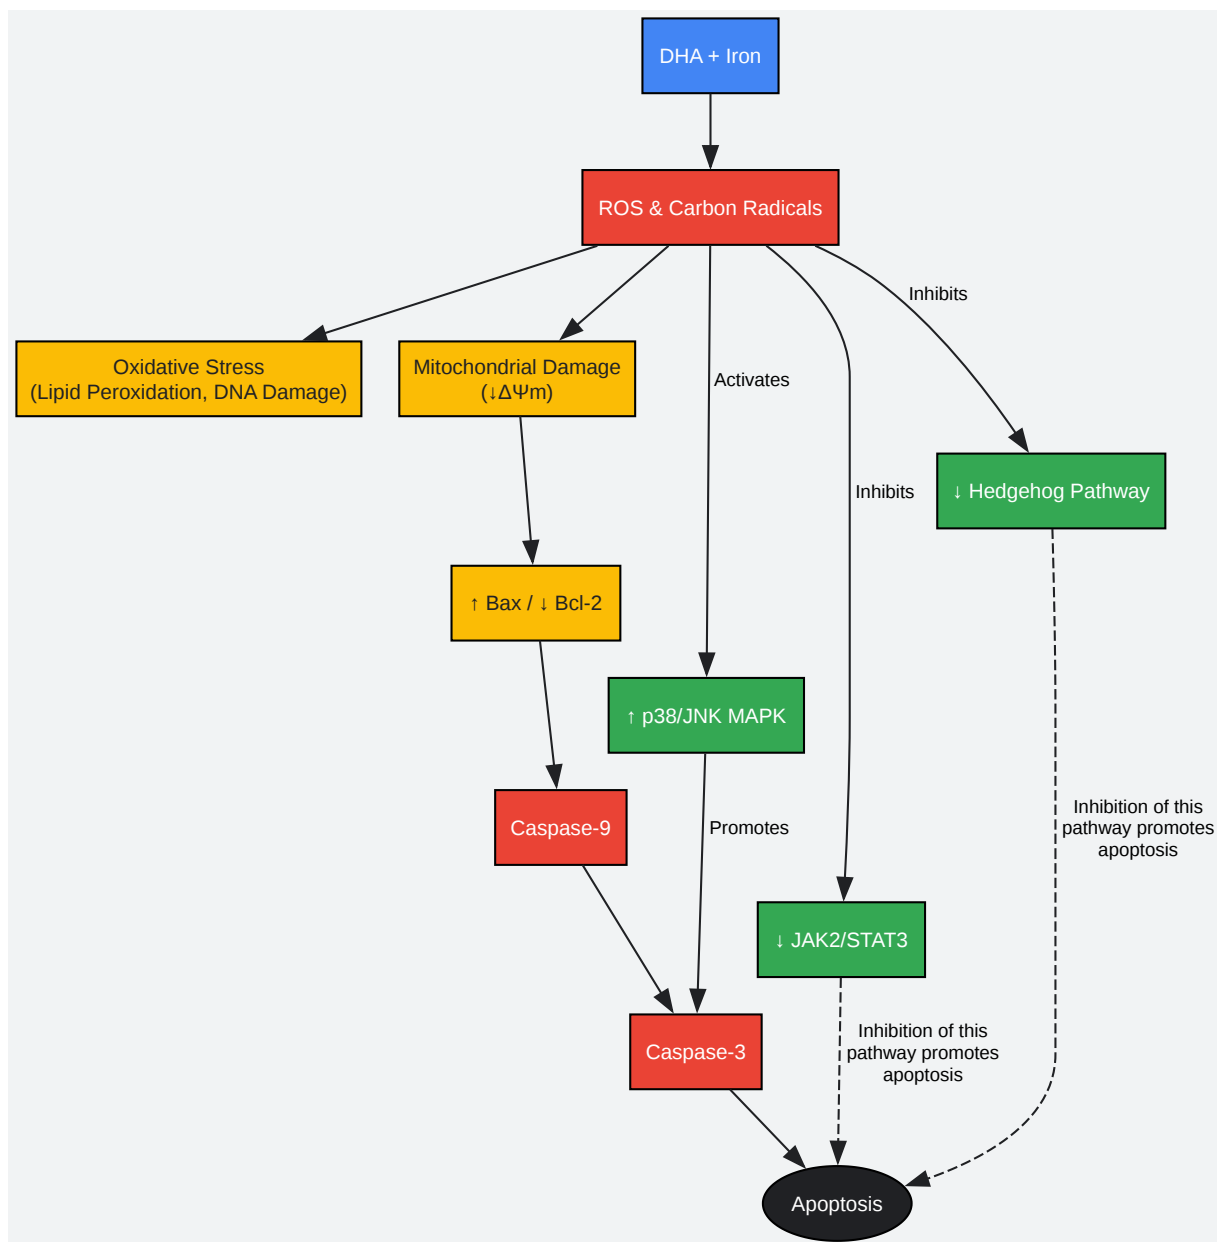 DHA + Iron
ROS & Carbon Radicals
Inhibits
Oxidative Stress
(Lipid Peroxidation, DNA Damage)
Mitochondrial Damage
(↓ΔΨm)
Activates
Inhibits
↓ Hedgehog Pathway
↑ Bax / ↓ Bcl-2
↑ p38/JNK MAPK
Caspase-9
Promotes
Inhibition of this
pathway promotes
apoptosis
↓ JAK2/STAT3
Caspase-3
Inhibition of this
pathway promotes
apoptosis
Apoptosis